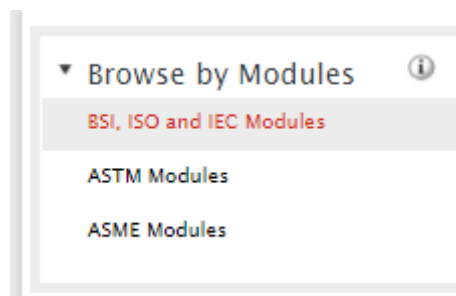 Browse by Modules
BSI, ISO and IEC Modules
ASTM Modules
ASME Modules